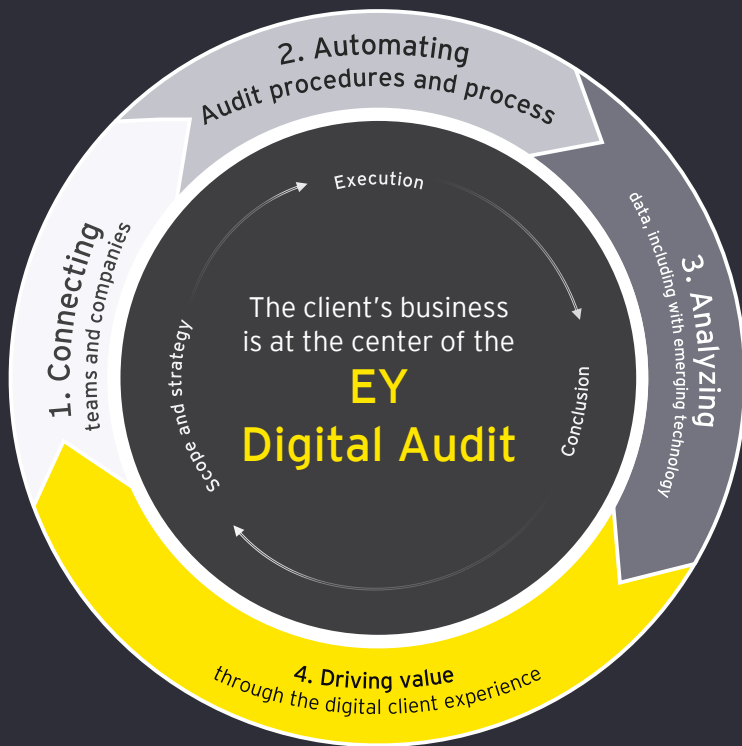 1. Connecting
teams and companies
2. Automating
Audit procedures and process
3. Analyzing
data, including with emerging technology
4. Driving value
through the digital client experience
Scope and strategy
Execution
Conclusion
The client’s business
is at the center of the
EY
Digital Audit